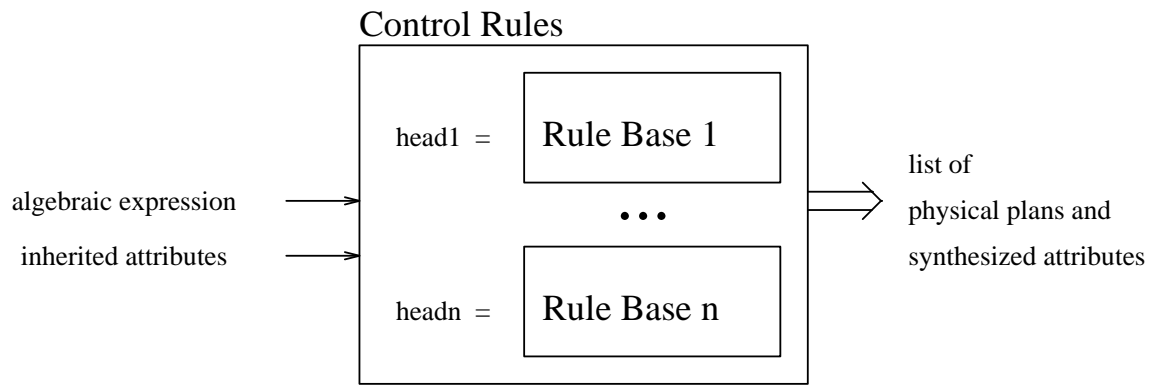 Control Rules
head1 = Rule Base 1
list of
algebraic expression
physical plans and
...
inherited attributes
synthesized attributes
headn = Rule Base n